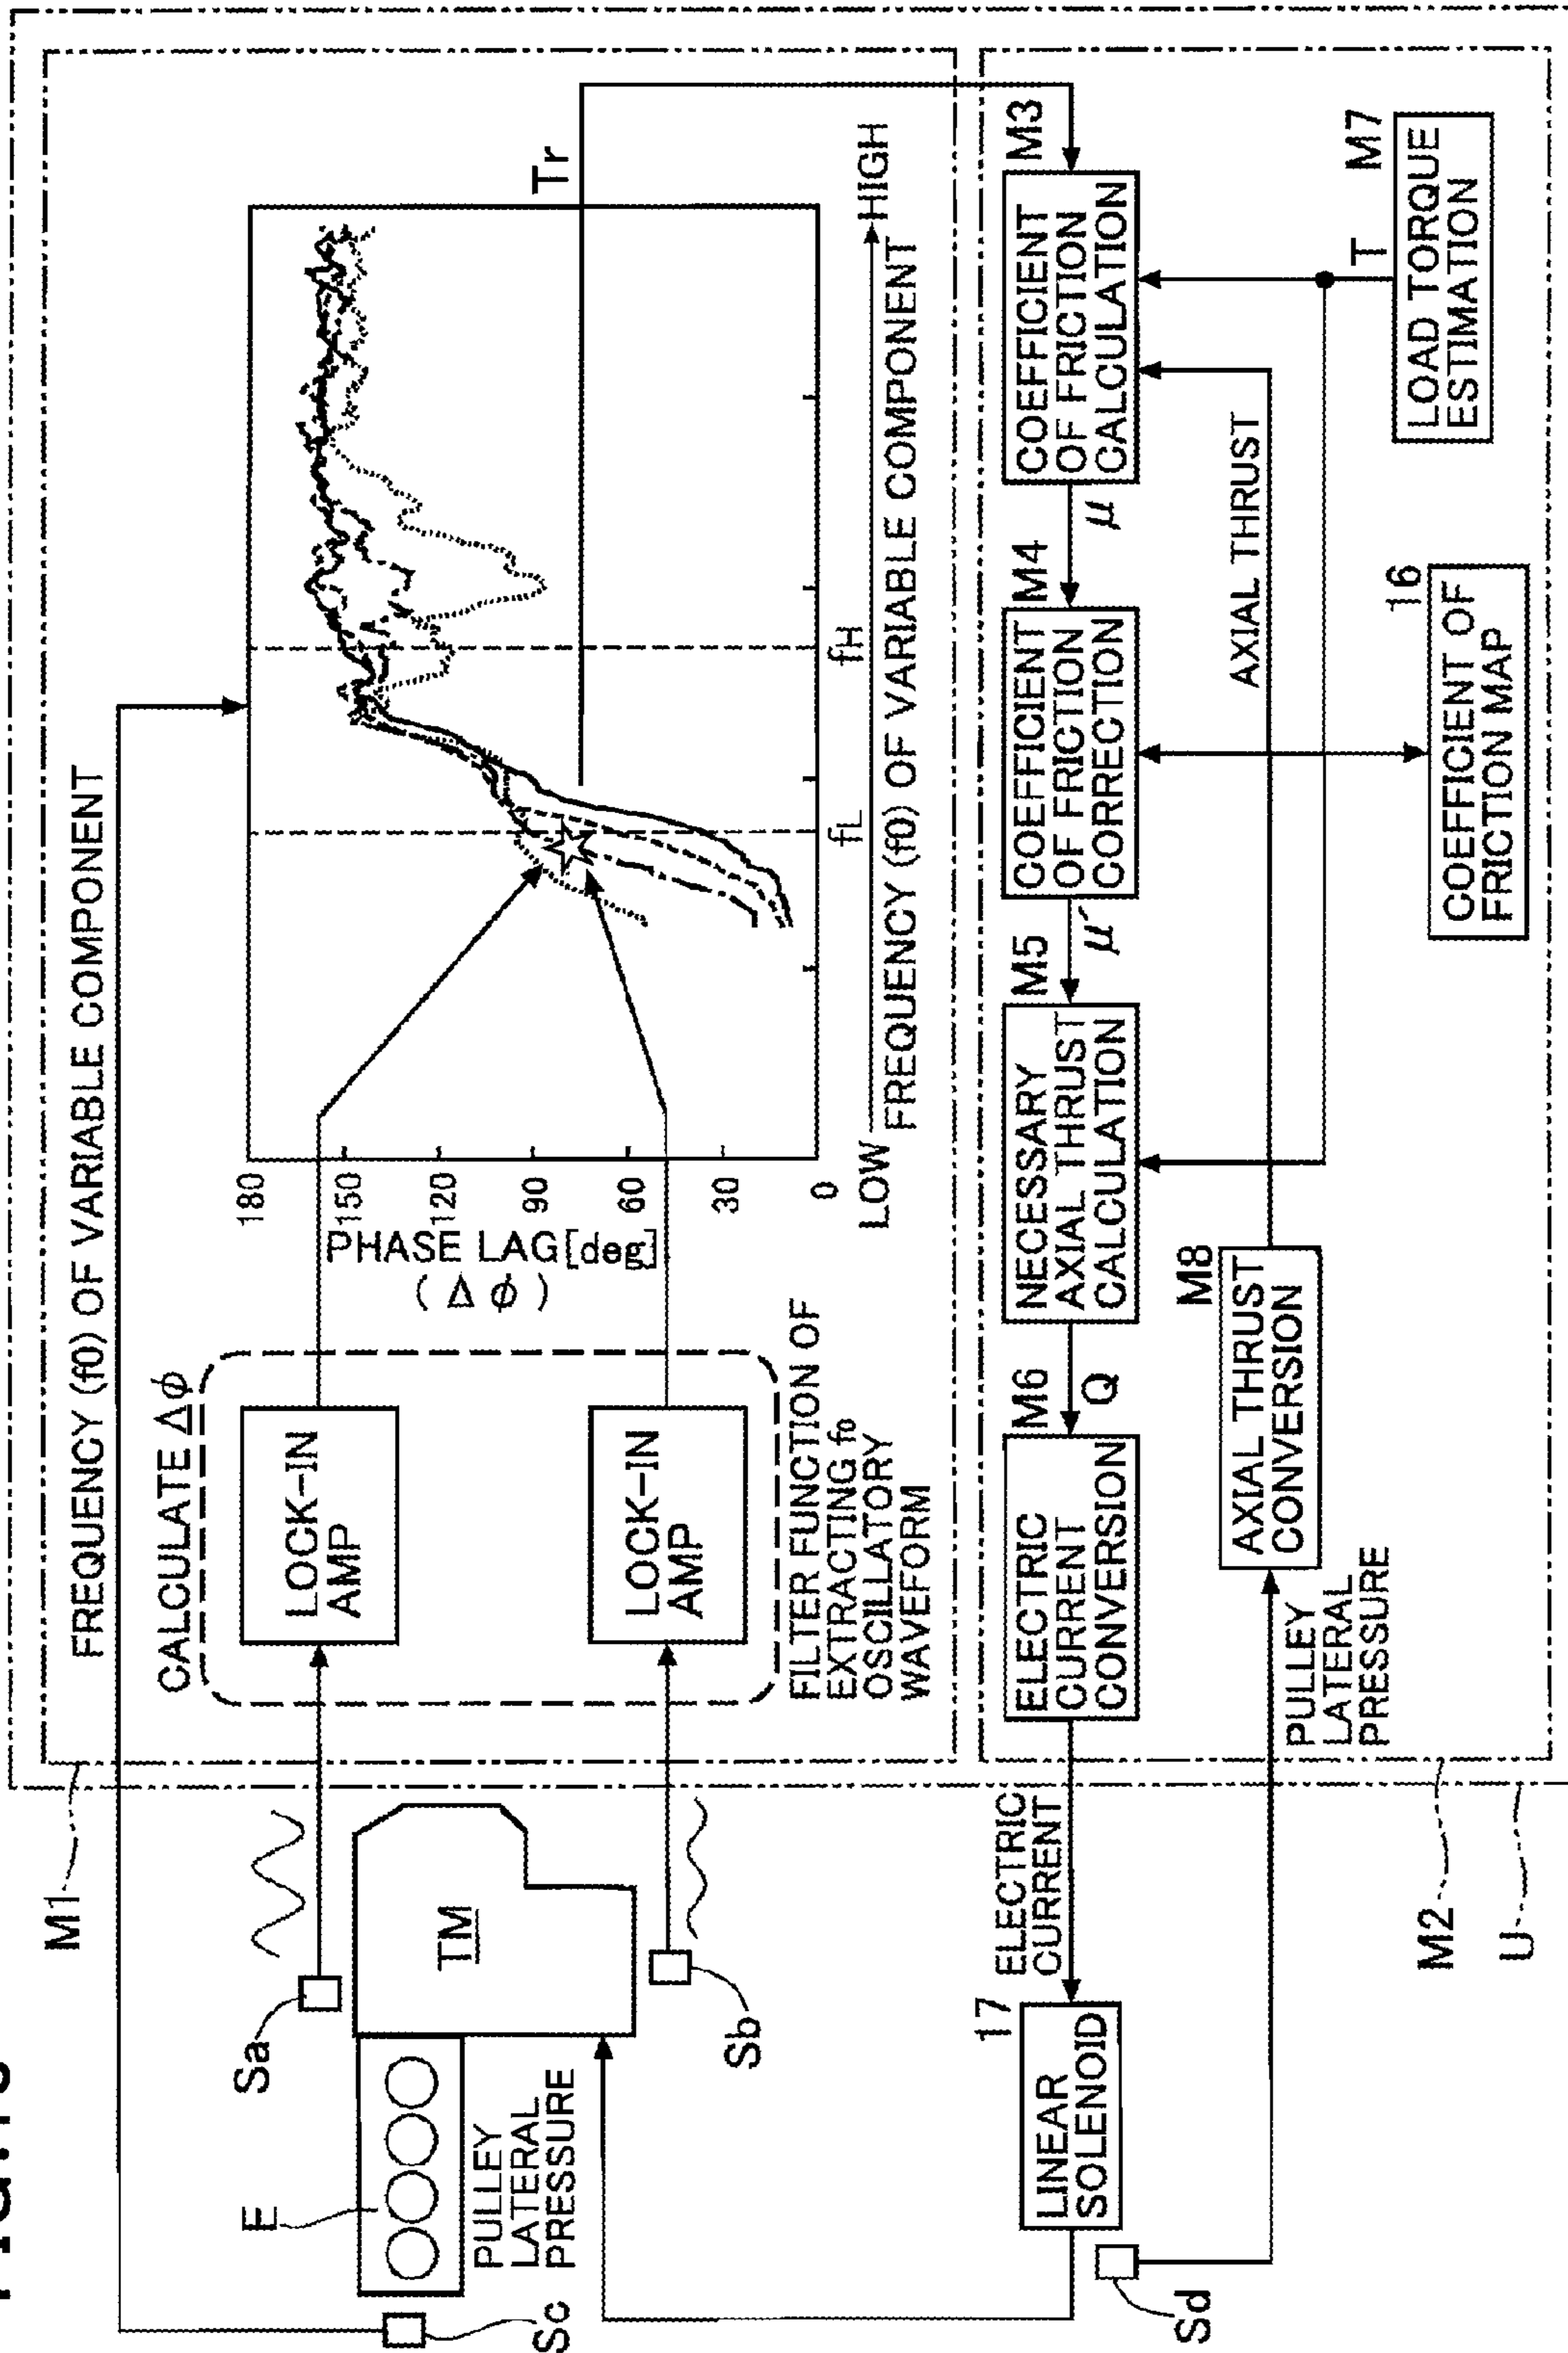 M1
FREQUENCY (f0) OF VARIABLE COMPONENT
CALCULATE Δϕ
LOCK-IN
AMP
LOCK-IN
AMP
FILTER FUNCTION OF
EXTRACTING f0
OSCILLATORY
WAVEFORM
PHASE LAG[deg]
(Δϕ)
180
150
120
90
60
30
0
fL
fH
Tr
LOW
HIGH
FREQUENCY (f0) OF VARIABLE COMPONENT
Sa
TM
Sb
E
Sc
PULLEY
LATERAL
PRESSURE
17
LINEAR
SOLENOID
Sd
ELECTRIC
CURRENT
M6
ELECTRIC
CURRENT
CONVERSION
Q
M5
NECESSARY
AXIAL THRUST
CALCULATION
μ′
M4
COEFFICIENT
OF FRICTION
CORRECTION
μ
M3
COEFFICIENT
OF FRICTION
CALCULATION
M8
AXIAL THRUST
CONVERSION
PULLEY
LATERAL
PRESSURE
AXIAL THRUST
T
M7
LOAD TORQUE
ESTIMATION
16
COEFFICIENT OF
FRICTION MAP
M2
U